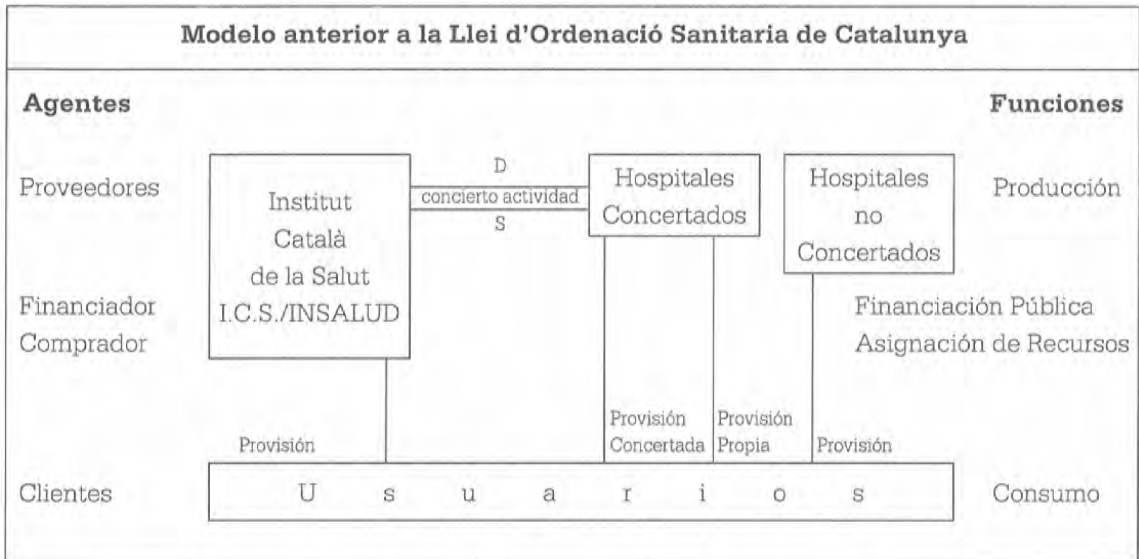 Modelo anterior a la Llei d'Ordenació Sanitaria de Catalunya
Agentes
Funciones
Proveedores
Institut
Català
de la Salut
I.C.S./INSALUD
D
concierto actividad
S
Hospitales
Concertados
Hospitales
no
Concertados
Producción
Financiador
Comprador
Financiación Pública
Asignación de Recursos
Provisión
Provisión
Concertada
Provisión
Propia
Provisión
Clientes
U s u a r i o s
Consumo